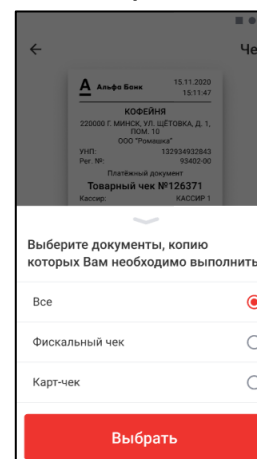 Че
А Альфа Банк 15.11.2020
15:11:47
КОФЕЙНЯ
220000 Г. МИНСК, УЛ. ЩЁТОВКА, Д. 1,
ПОМ. 10
ООО "Ромашка"
УНП: 132934932843
Рег. №: 93402-00
Платёжный документ
Товарный чек №126371
Кассир: КАССИР 1
Выберите документы, копию
которых Вам необходимо выполнить
Все
Фискальный чек
Карт-чек
Выбрать